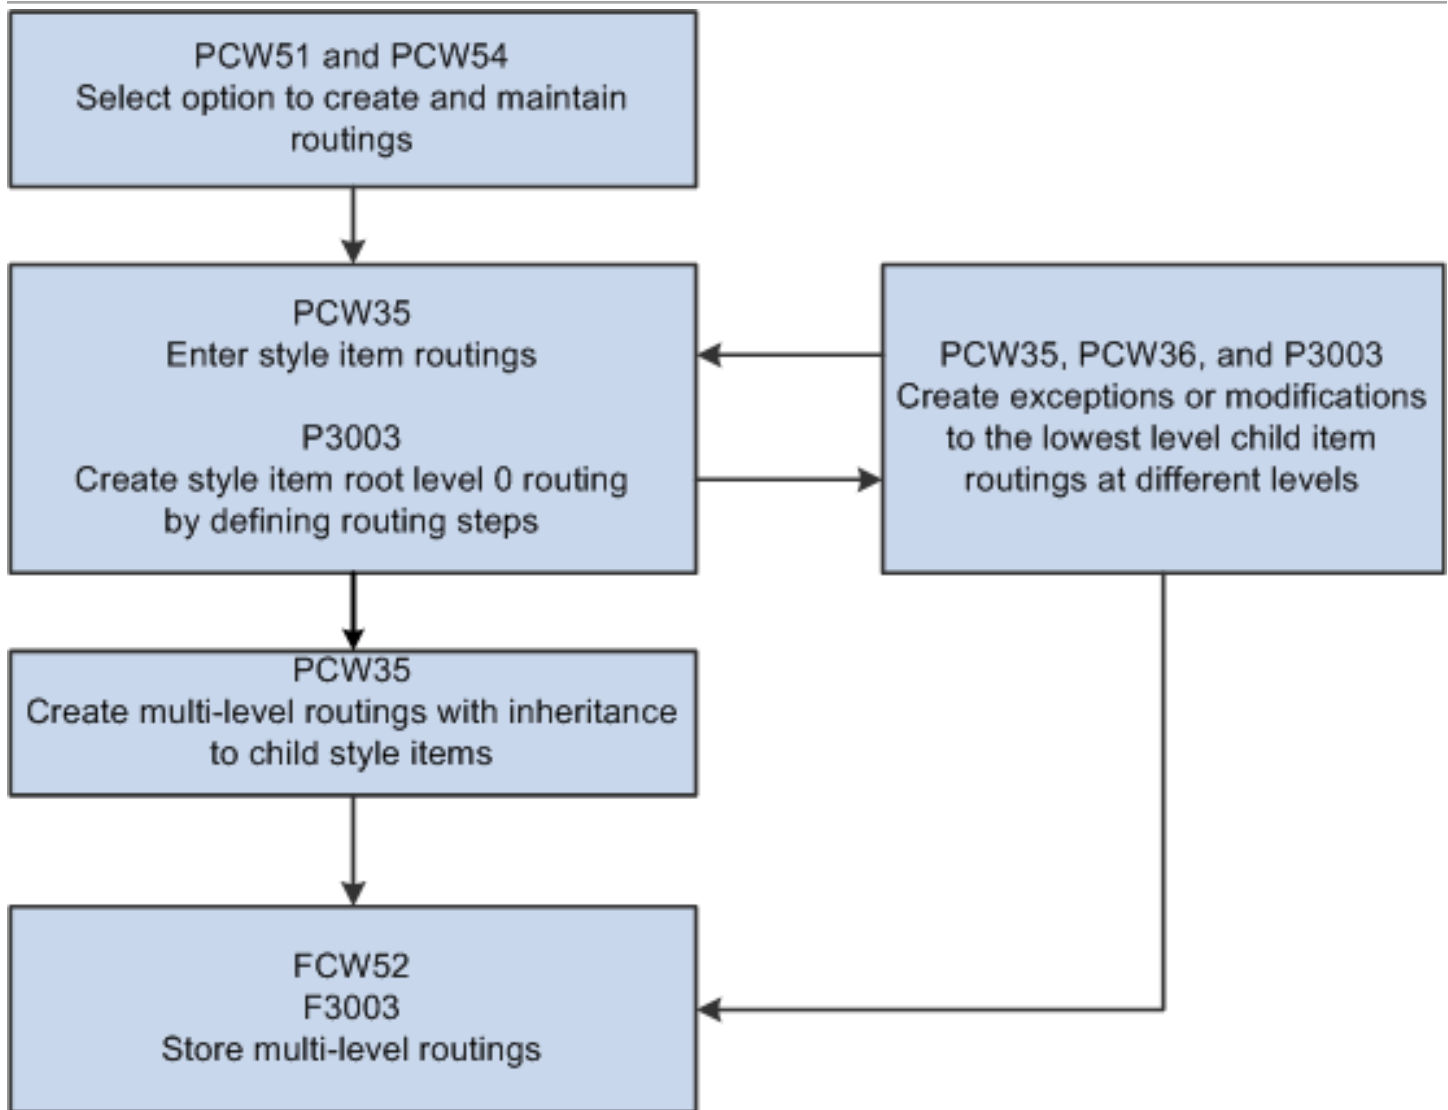 PCW51 and PCW54
Select option to create and maintain
routings
PCW35
Enter style item routings
P3003
Create style item root level 0 routing
by defining routing steps
PCW35, PCW36, and P3003
Create exceptions or modifications
to the lowest level child item
routings at different levels
PCW35
Create multi-level routings with inheritance
to child style items
FCW52
F3003
Store multi-level routings